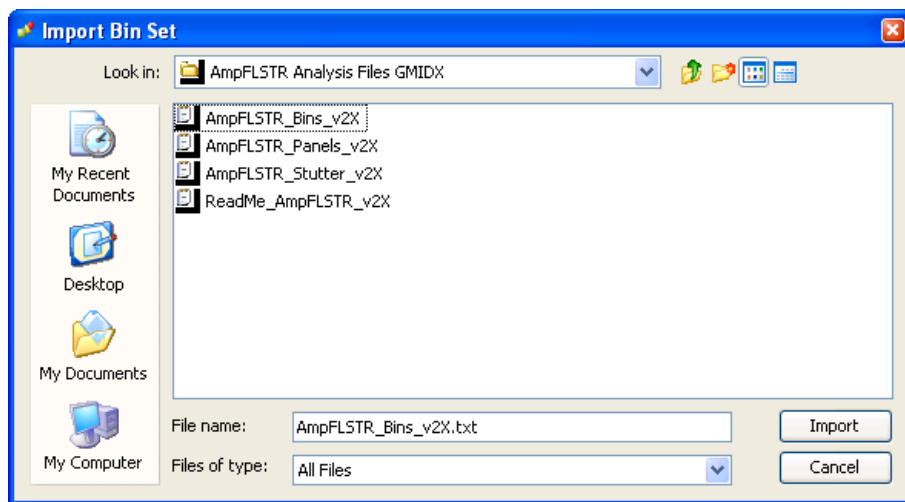 Import Bin Set
Look in: AmpFLSTR Analysis Files GMIDX
My Recent
Documents
Desktop
My Documents
My Computer
AmpFLSTR_Bins_v2X
AmpFLSTR_Panels_v2X
AmpFLSTR_Stutter_v2X
ReadMe_AmpFLSTR_v2X
File name: AmpFLSTR_Bins_v2X.txt Import
Files of type: All Files Cancel